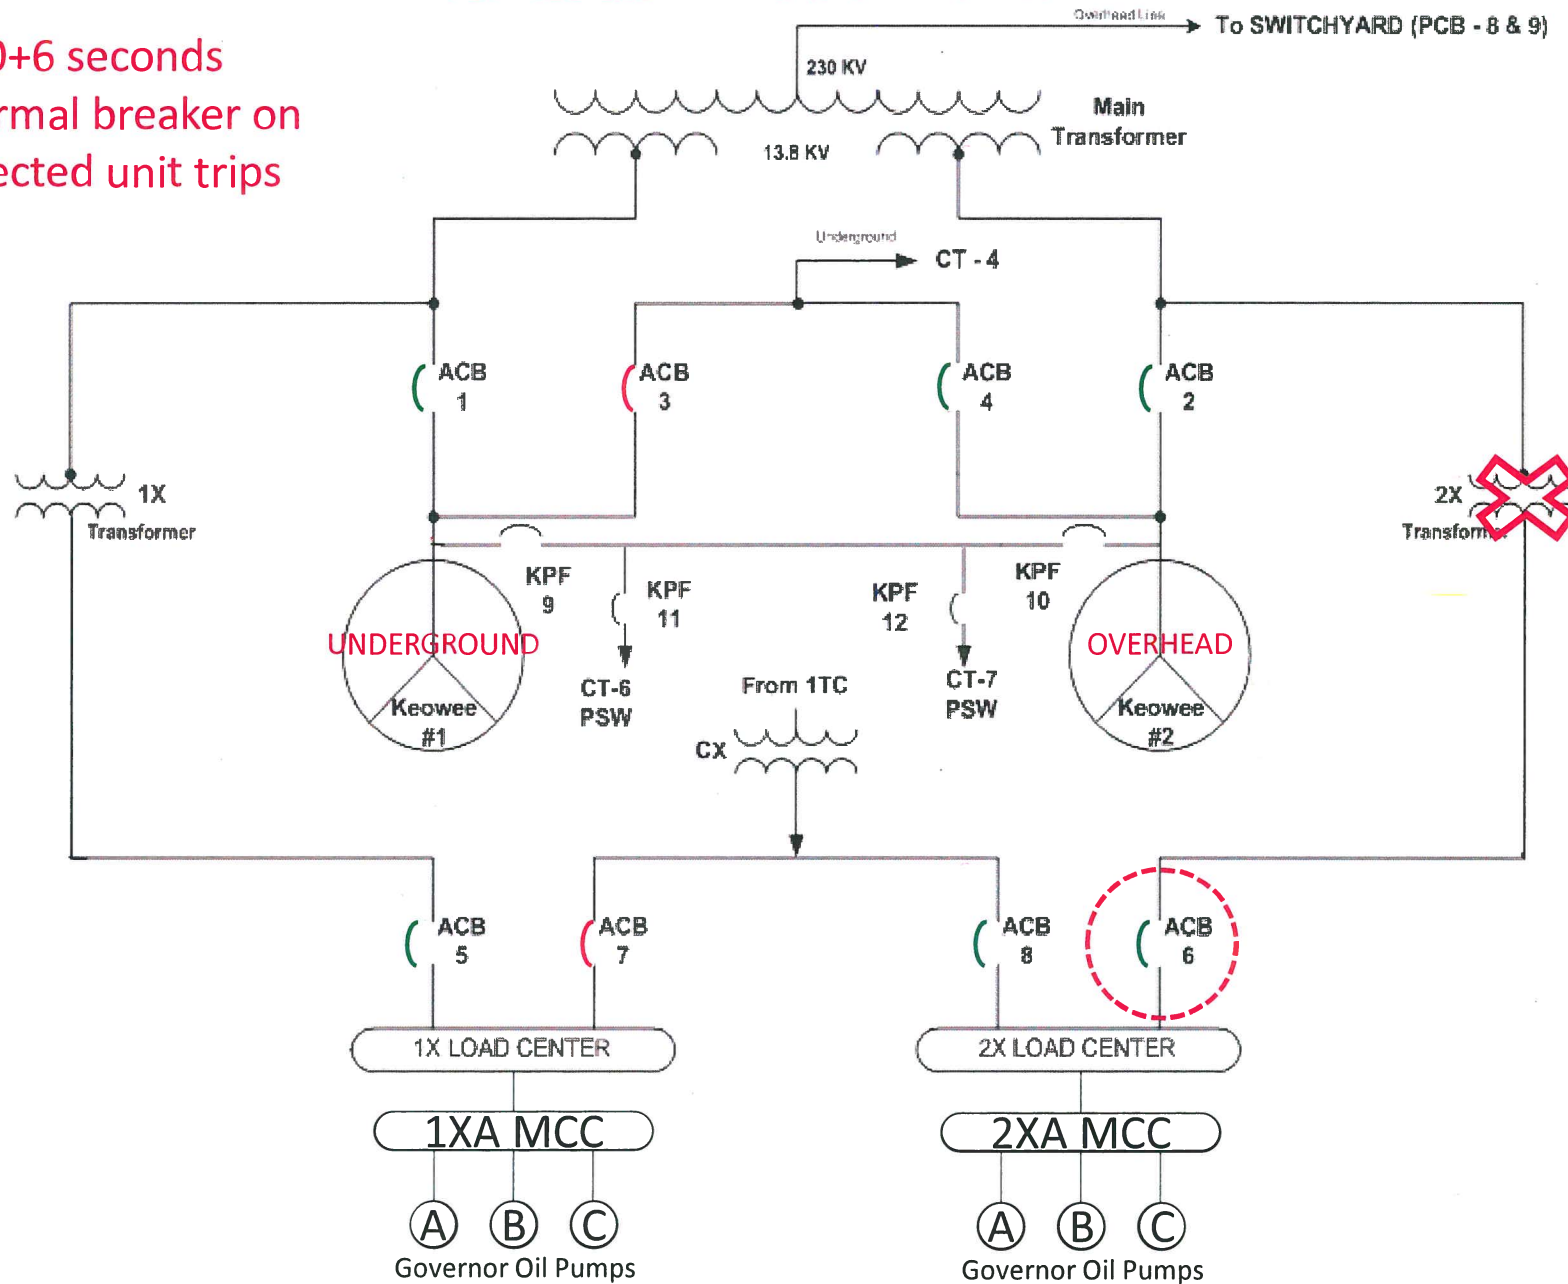 Overhead Line
To SWITCHYARD (PCB - 8 & 9)
0+6 seconds
rmal breaker on
ected unit trips
230 KV
Main
Transformer
13.8 KV
Underground
CT - 4
ACB
1
ACB
3
ACB
4
ACB
2
1X
Transformer
2X
KPF
9
KPF
11
KPF
12
KPF
10
UNDERGROUND
OVERHEAD
Keowee
#1
CT-6
PSW
From 1TC
CT-7
PSW
Keowee
#2
CX
ACB
5
ACB
7
ACB
8
ACB
6
1X LOAD CENTER
2X LOAD CENTER
1XA MCC
2XA MCC
A
B
C
A
B
C
Governor Oil Pumps
Governor Oil Pumps